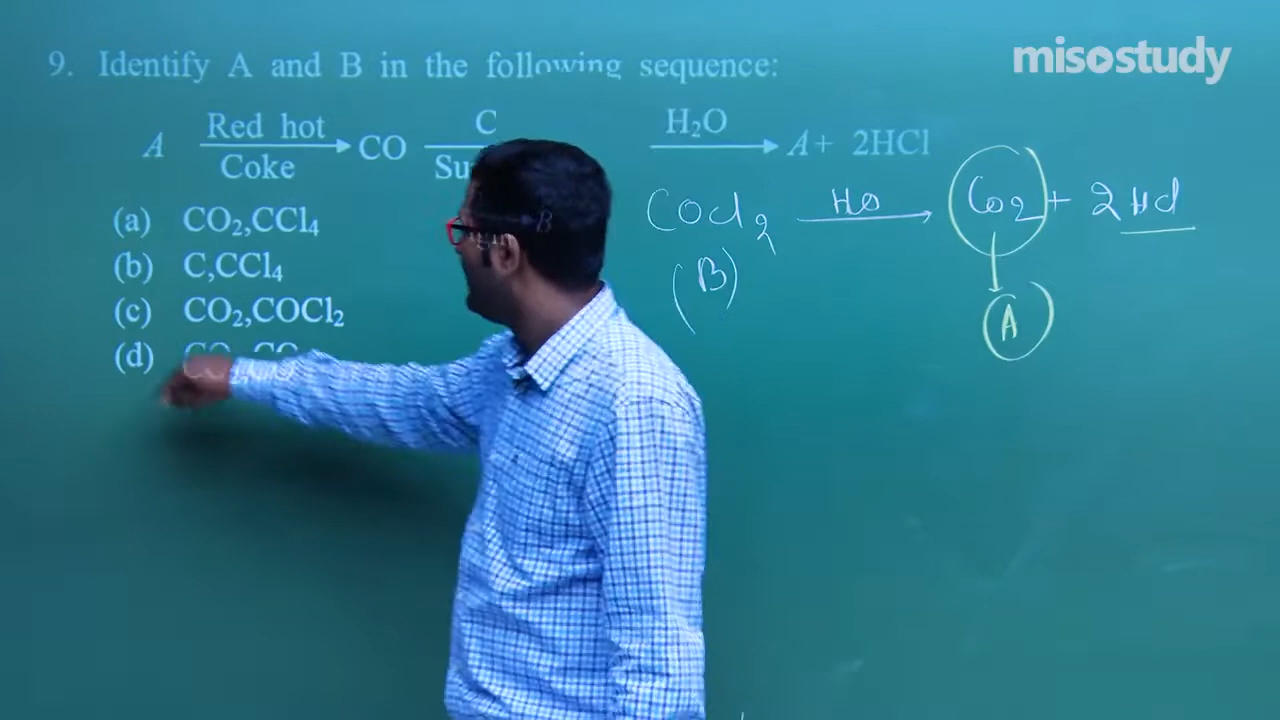 misostudy
9. Identify A and B in the following sequence:
A Red hot Coke CO C H₂O A + 2HCl
(a) CO₂,CCl₄
(b) C,CCl₄
(c) CO₂,COCl₂
(d)
COCl₂ H₂O CO₂ + 2HCl
(B) (A)